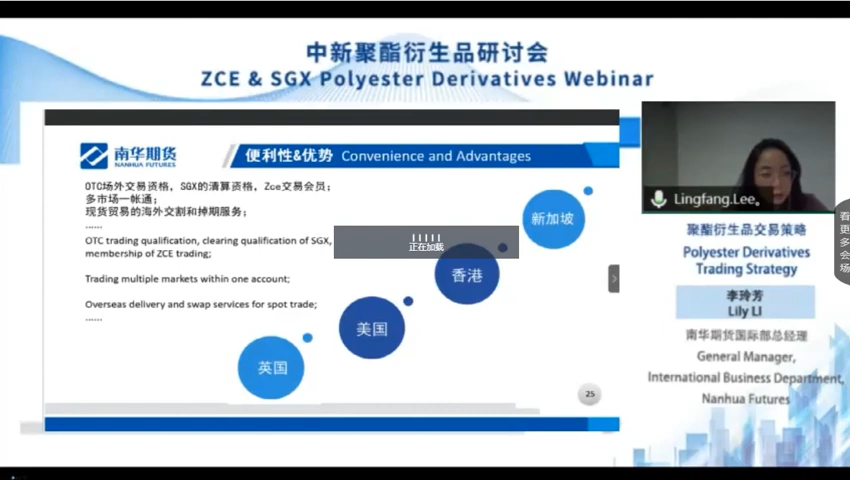 中新聚酯衍生品研讨会
ZCE & SGX Polyester Derivatives Webinar
南华期货
NANHUA FUTURES
便利性&优势 Convenience and Advantages
OTC场外交易资格，SGX的清算资格，Zce交易会员；
多市场一帐通；
现货贸易的海外交割和掉期服务；
......
OTC trading qualification, clearing qualification of SGX,
membership of ZCE trading;
Trading multiple markets within one account;
Overseas delivery and swap services for spot trade;
......
正在加载
新加坡
香港
美国
英国
25
Lingfang.Lee。
聚酯衍生品交易策略
Polyester Derivatives
Trading Strategy
李玲芳
Lily LI
南华期货国际部总经理
General Manager,
International Business Department,
Nanhua Futures
看
更
多
会
场